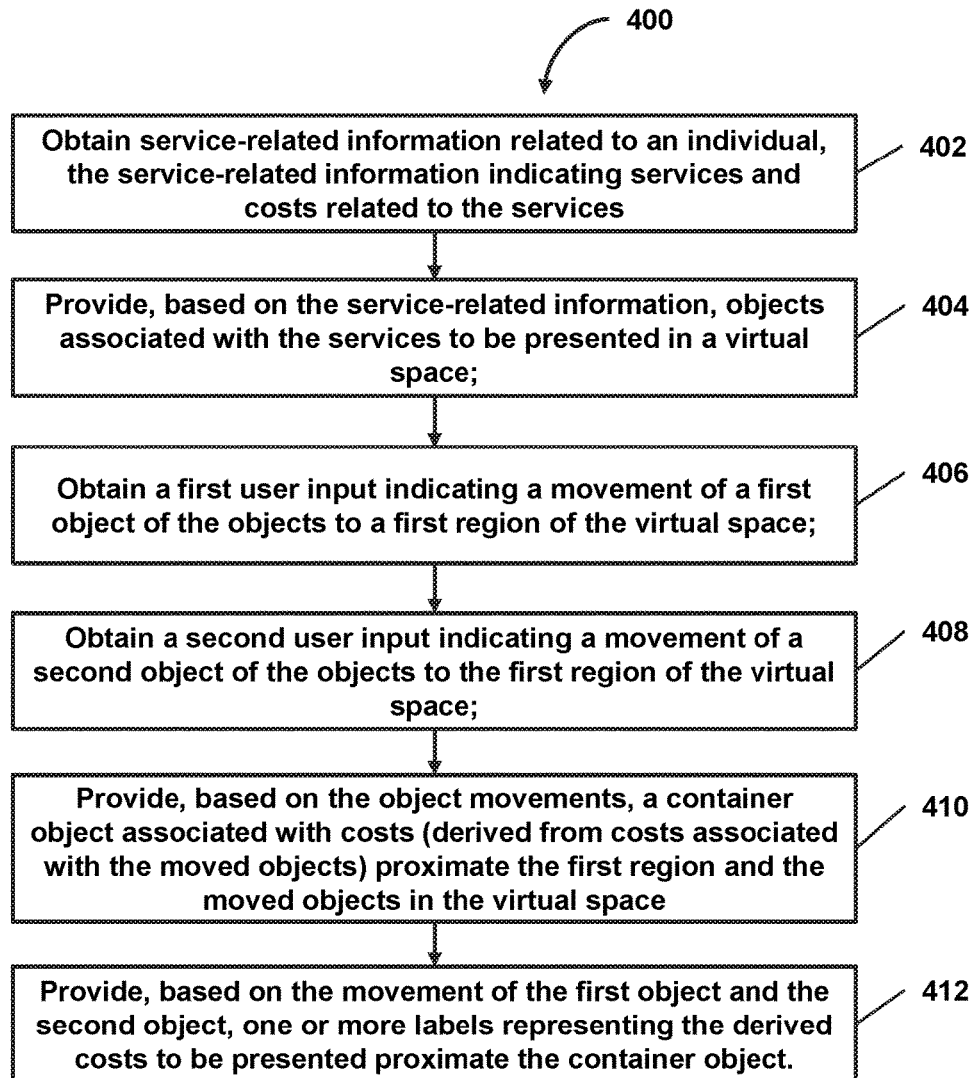 400
Obtain service-related information related to an individual,
the service-related information indicating services and
costs related to the services
402
Provide, based on the service-related information, objects
associated with the services to be presented in a virtual
space;
404
Obtain a first user input indicating a movement of a first
object of the objects to a first region of the virtual space;
406
Obtain a second user input indicating a movement of a
second object of the objects to the first region of the virtual
space;
408
Provide, based on the object movements, a container
object associated with costs (derived from costs associated
with the moved objects) proximate the first region and the
moved objects in the virtual space
410
Provide, based on the movement of the first object and the
second object, one or more labels representing the derived
costs to be presented proximate the container object.
412